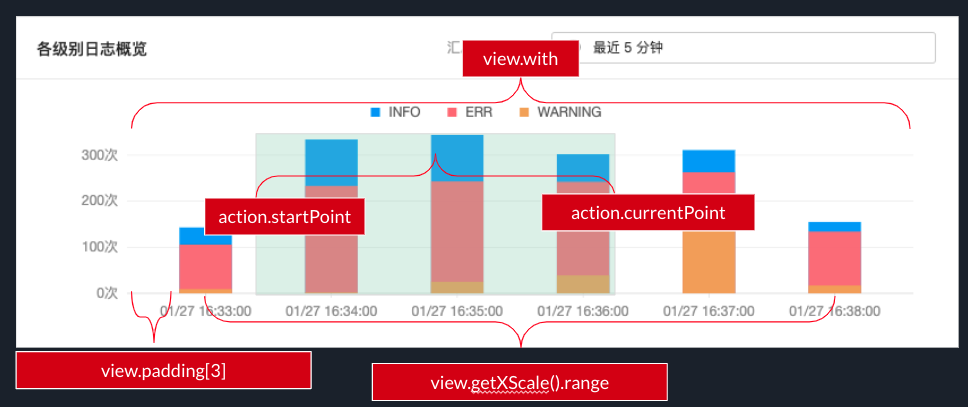 各级别日志概览
汇
最近 5 分钟
view.with
INFO
ERR
WARNING
300次
200次
100次
0次
action.startPoint
action.currentPoint
01/27 16:33:00
01/27 16:34:00
01/27 16:35:00
01/27 16:36:00
01/27 16:37:00
01/27 16:38:00
view.padding[3]
view.getXScale().range